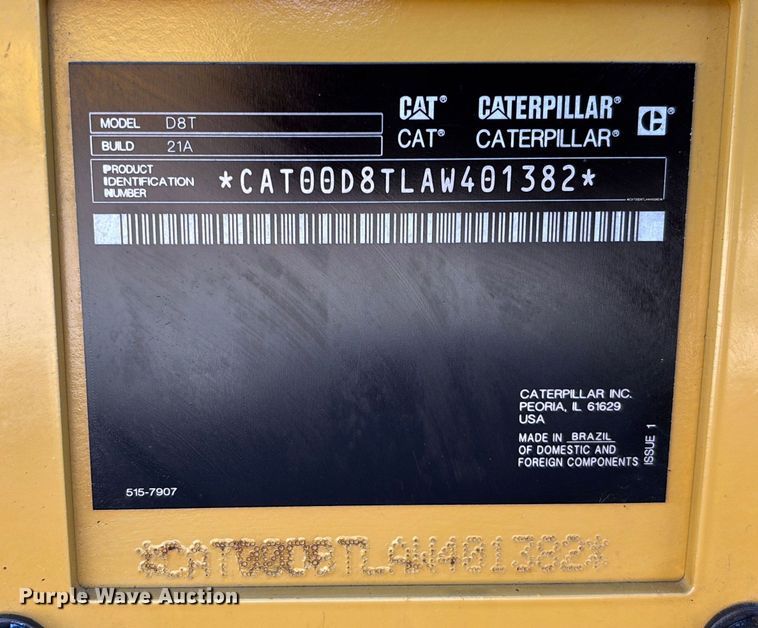 CAT® CATERPILLAR®
MODEL D8T
CAT® CATERPILLAR®
BUILD 21A
PRODUCT IDENTIFICATION NUMBER *CAT00D8TLAW401382*
CATERPILLAR INC.
PEORIA, IL 61629
USA
MADE IN BRAZIL
OF DOMESTIC AND
FOREIGN COMPONENTS
ISSUE 1
515-7907
*CAT00D8TLAW401382*
Purple Wave Auction